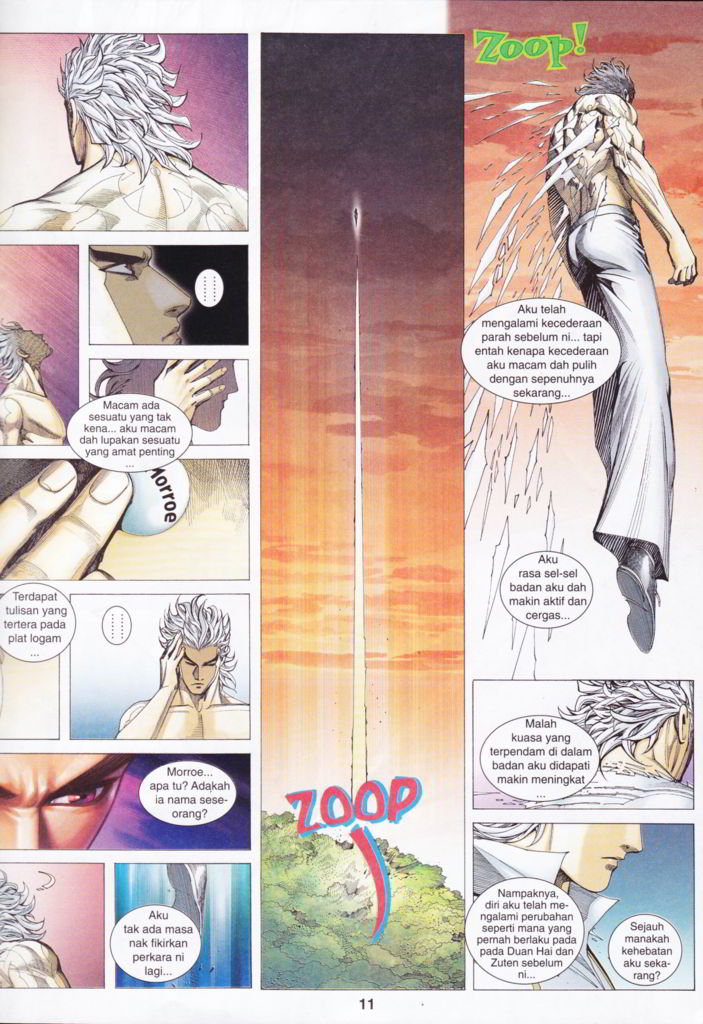 . . . . . .
Macam ada
sesuatu yang tak
kena... aku macam
dah lupakan sesuatu
yang amat penting
...
Morroe
Terdapat
tulisan yang
tertera pada
plat logam
...
. . . . . .
Morroe...
apa tu? Adakah
ia nama sese-
orang?
Aku
tak ada masa
nak fikirkan
perkara ni
lagi...
ZOOP
Zoop!
Aku telah
mengalami kecederaan
parah sebelum ni... tapi
entah kenapa kecederaan
aku macam dah pulih
dengan sepenuhnya
sekarang...
Aku
rasa sel-sel
badan aku dah
makin aktif dan
cergas...
Malah
kuasa yang
terpendam di dalam
badan aku didapati
makin meningkat
...
Nampaknya,
diri aku telah me-
ngalami perubahan
seperti mana yang
pernah berlaku pada
pada Duan Hai dan
Zuten sebelum
ni...
Sejauh
manakah
kehebatan
aku seka-
rang?
11